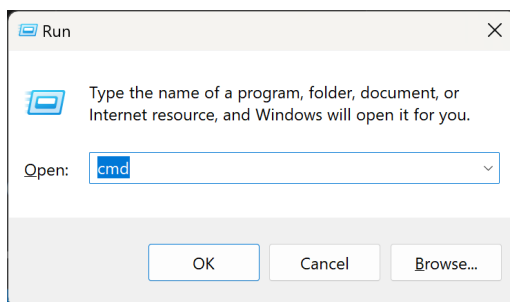 Run
Type the name of a program, folder, document, or
Internet resource, and Windows will open it for you.
Open:
cmd
OK
Cancel
Browse...